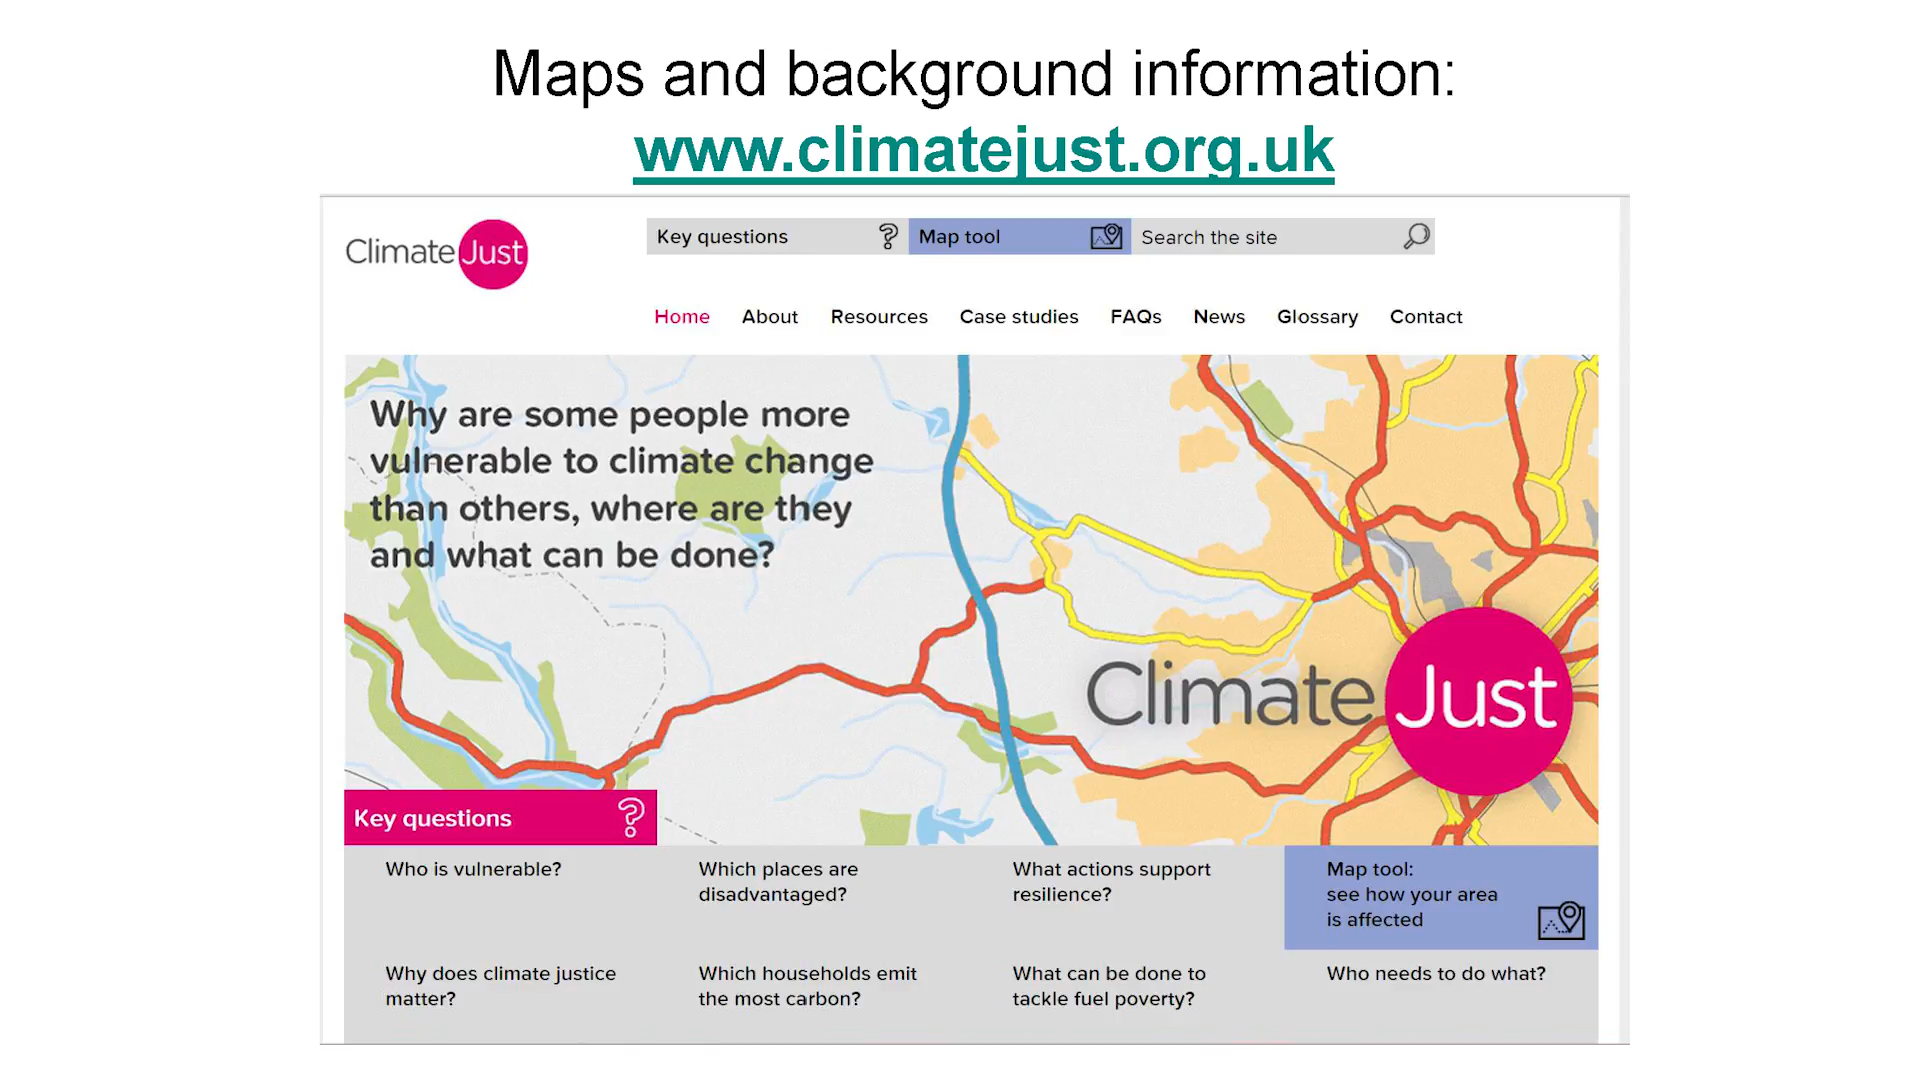 Maps and background information:
www.climatejust.org.uk
Climate Just
Key questions
Map tool
Search the site
Home About Resources Case studies FAQs News Glossary Contact
Why are some people more
vulnerable to climate change
than others, where are they
and what can be done?
Climate Just
Key questions
Who is vulnerable?
Which places are
disadvantaged?
What actions support
resilience?
Map tool:
see how your area
is affected
Why does climate justice
matter?
Which households emit
the most carbon?
What can be done to
tackle fuel poverty?
Who needs to do what?